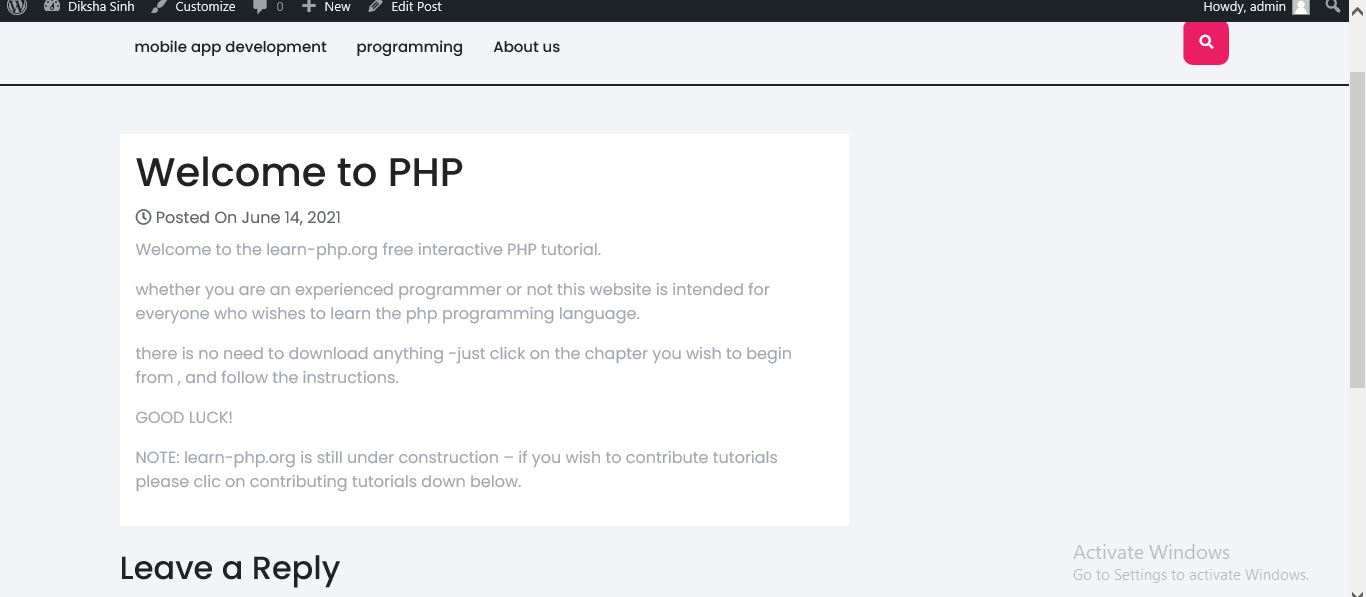 Diksha Sinh Customize 0 New Edit Post Howdy, admin
mobile app development programming About us
Welcome to PHP
Posted On June 14, 2021
Welcome to the learn-php.org free interactive PHP tutorial.
whether you are an experienced programmer or not this website is intended for
everyone who wishes to learn the php programming language.
there is no need to download anything -just click on the chapter you wish to begin
from , and follow the instructions.
GOOD LUCK!
NOTE: learn-php.org is still under construction – if you wish to contribute tutorials
please clic on contributing tutorials down below.
Leave a Reply
Activate Windows
Go to Settings to activate Windows.